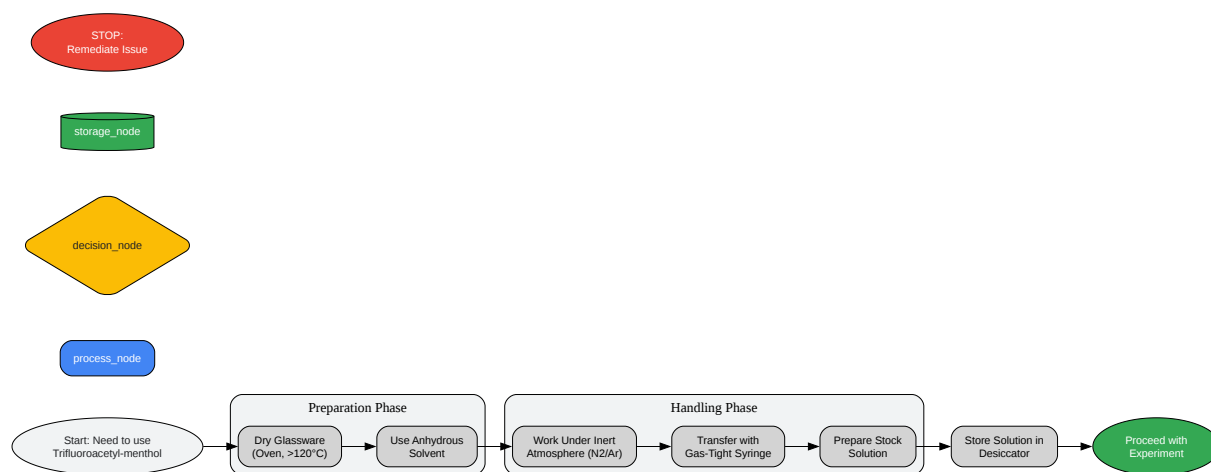 STOP:
Remediate Issue
storage_node
decision_node
process_node
Start: Need to use
Trifluoroacetyl-menthol
Preparation Phase
Dry Glassware
(Oven, >120°C)
Use Anhydrous
Solvent
Handling Phase
Work Under Inert
Atmosphere (N2/Ar)
Transfer with
Gas-Tight Syringe
Prepare Stock
Solution
Store Solution in
Desiccator
Proceed with
Experiment